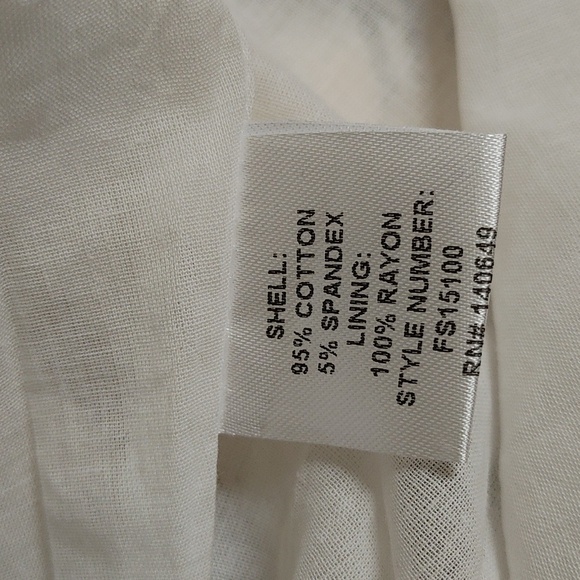 SHELL:
95% COTTON
5% SPANDEX
LINING:
100% RAYON
STYLE NUMBER:
FS15100
RN# 140649